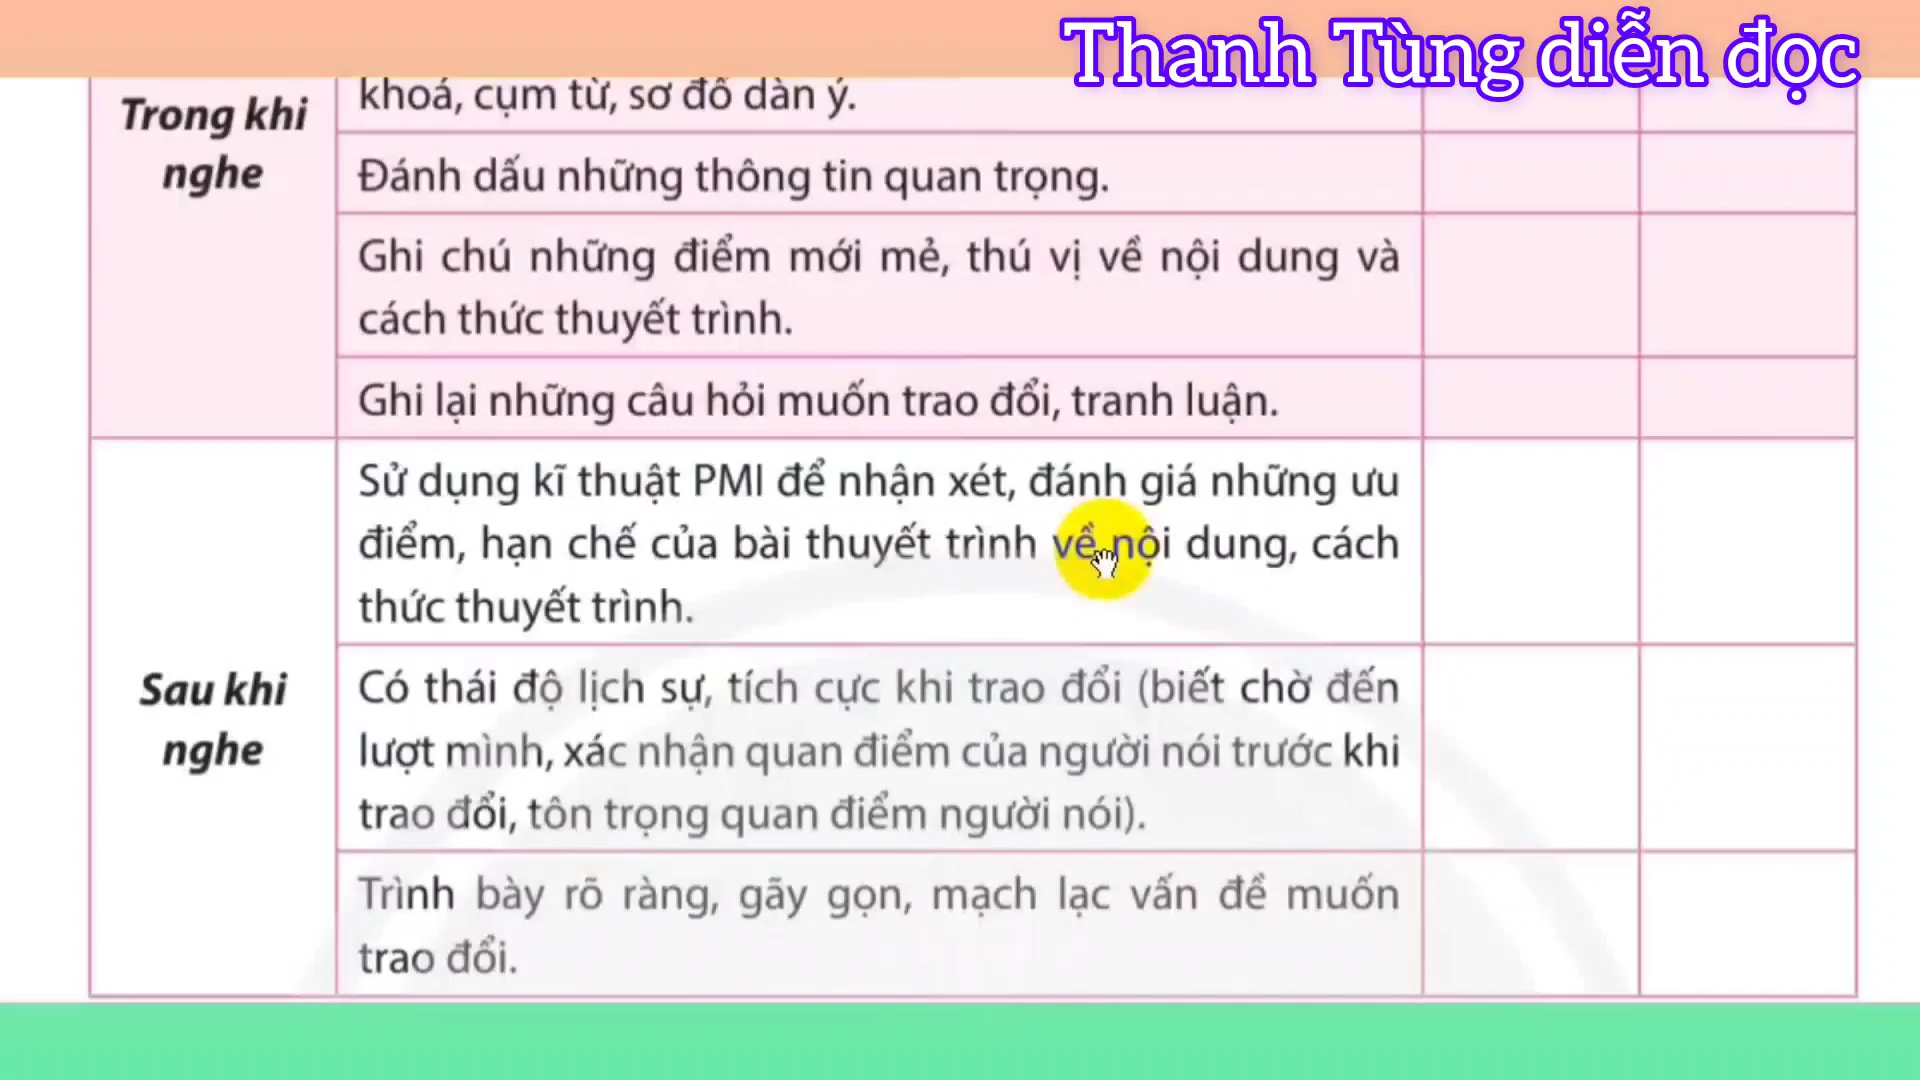 Thanh Tùng diễn đọc
Trong khi
nghe
khoá, cụm từ, sơ đồ dàn ý.
Đánh dấu những thông tin quan trọng.
Ghi chú những điểm mới mẻ, thú vị về nội dung và
cách thức thuyết trình.
Ghi lại những câu hỏi muốn trao đổi, tranh luận.
Sau khi
nghe
Sử dụng kĩ thuật PMI để nhận xét, đánh giá những ưu
điểm, hạn chế của bài thuyết trình về nội dung, cách
thức thuyết trình.
Có thái độ lịch sự, tích cực khi trao đổi (biết chờ đến
lượt mình, xác nhận quan điểm của người nói trước khi
trao đổi, tôn trọng quan điểm người nói).
Trình bày rõ ràng, gãy gọn, mạch lạc vấn đề muốn
trao đổi.